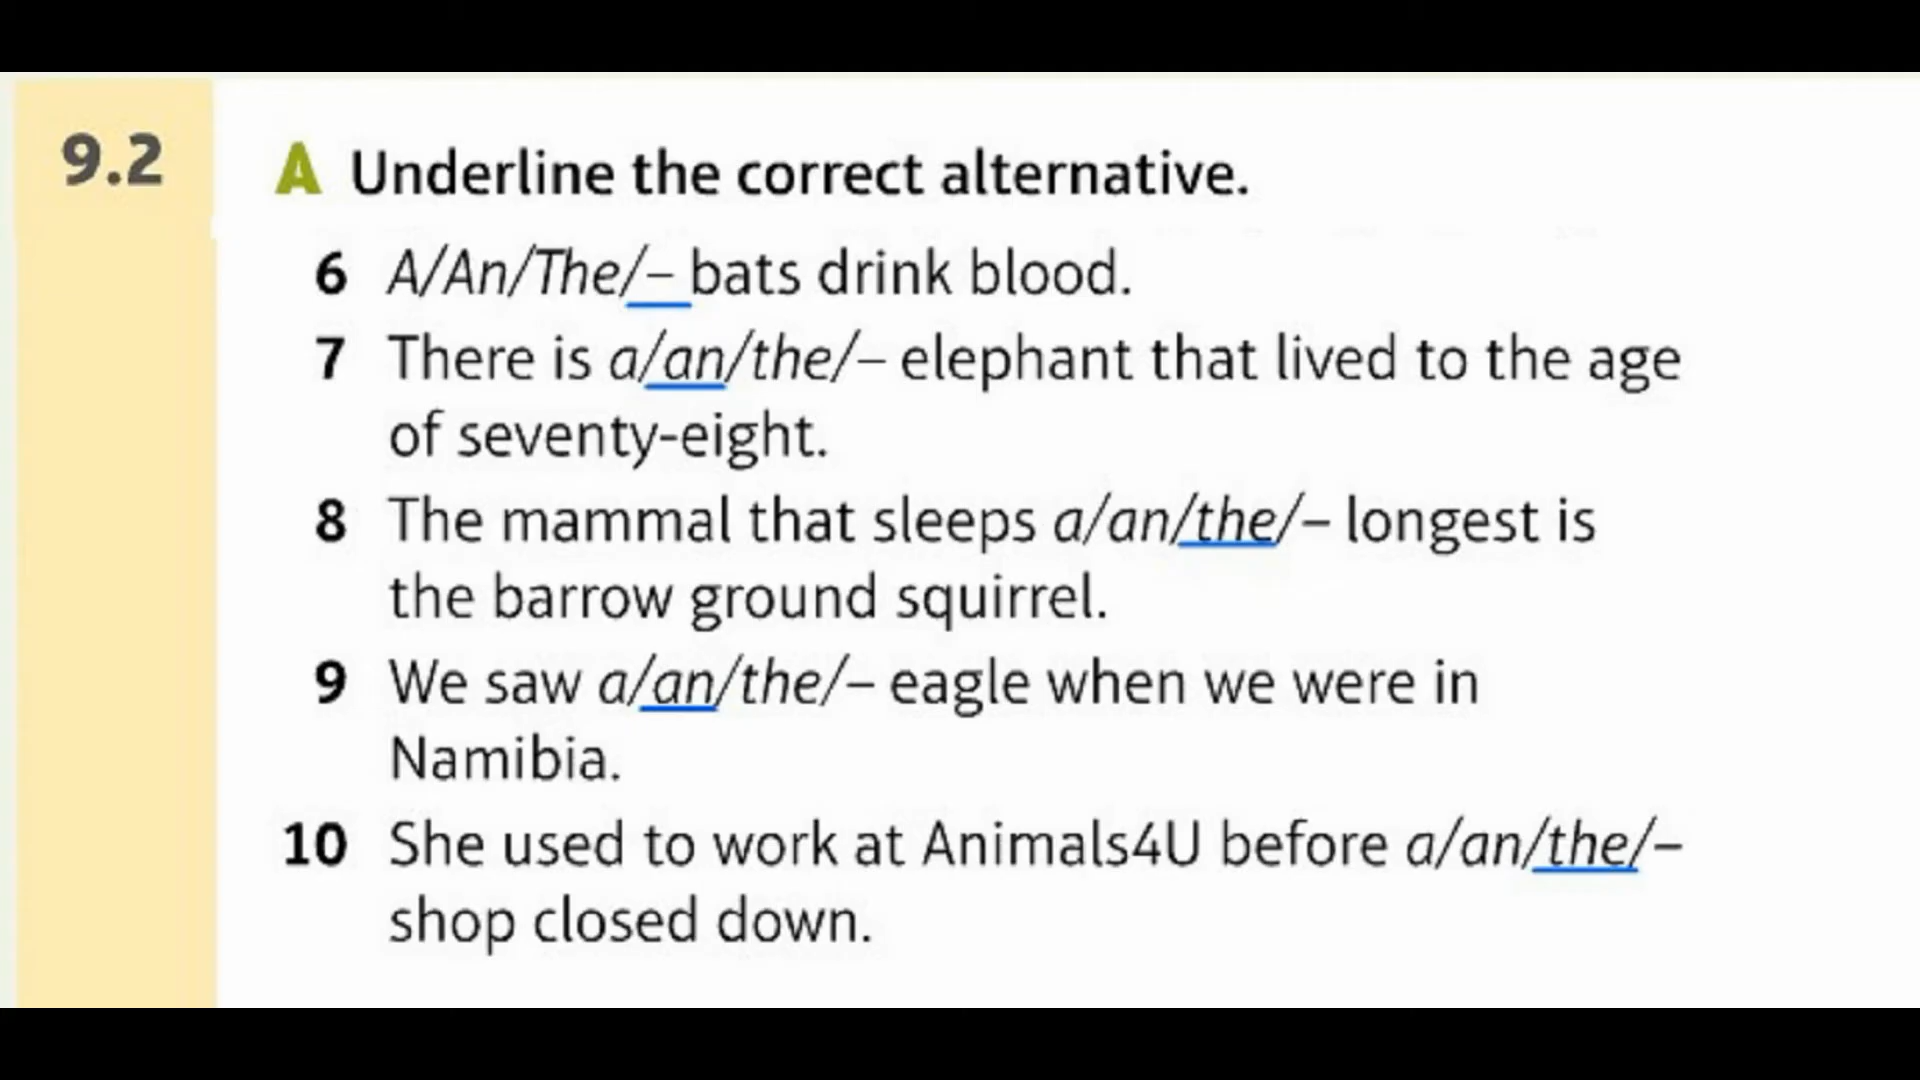 9.2
A Underline the correct alternative.
6 A/An/The/– bats drink blood.
7 There is a/an/the/– elephant that lived to the age
of seventy-eight.
8 The mammal that sleeps a/an/the/– longest is
the barrow ground squirrel.
9 We saw a/an/the/– eagle when we were in
Namibia.
10 She used to work at Animals4U before a/an/the/–
shop closed down.